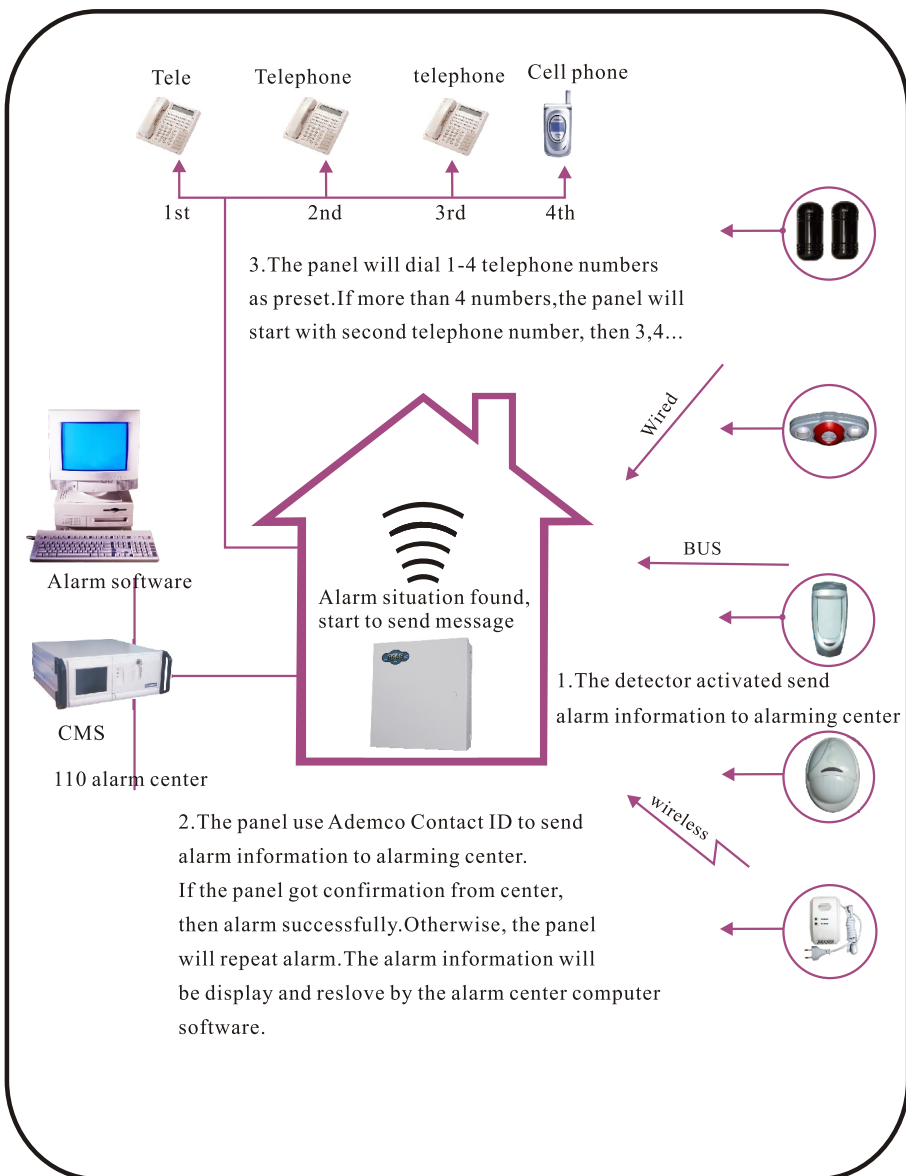 Tele
Telephone
telephone
Cell phone
1st
2nd
3rd
4th
3.The panel will dial 1-4 telephone numbers
as preset.If more than 4 numbers,the panel will
start with second telephone number, then 3,4...
Wired
BUS
Alarm software
Alarm situation found,
start to send message
1.The detector activated send
alarm information to alarming center
CMS
110 alarm center
wireless
2.The panel use Ademco Contact ID to send
alarm information to alarming center.
If the panel got confirmation from center,
then alarm successfully.Otherwise, the panel
will repeat alarm.The alarm information will
be display and reslove by the alarm center computer
software.